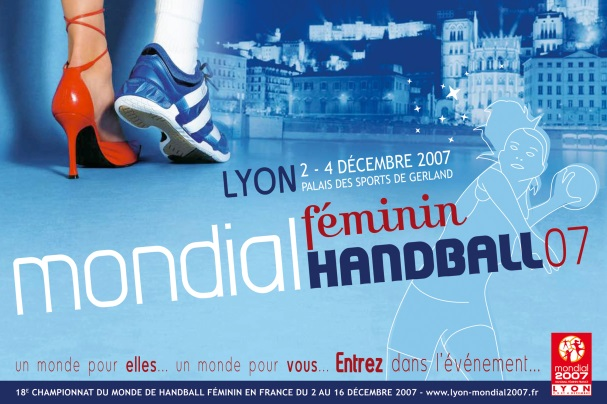 LYON 2 - 4 DÉCEMBRE 2007
PALAIS DES SPORTS DE GERLAND
mondial féminin
HANDBALL 07
un monde pour elles... un monde pour vous... Entrez dans l'événement...
mondial
2007
LYON
18E CHAMPIONNAT DU MONDE DE HANDBALL FÉMININ EN FRANCE DU 2 AU 16 DÉCEMBRE 2007 - www.lyon-mondial2007.fr